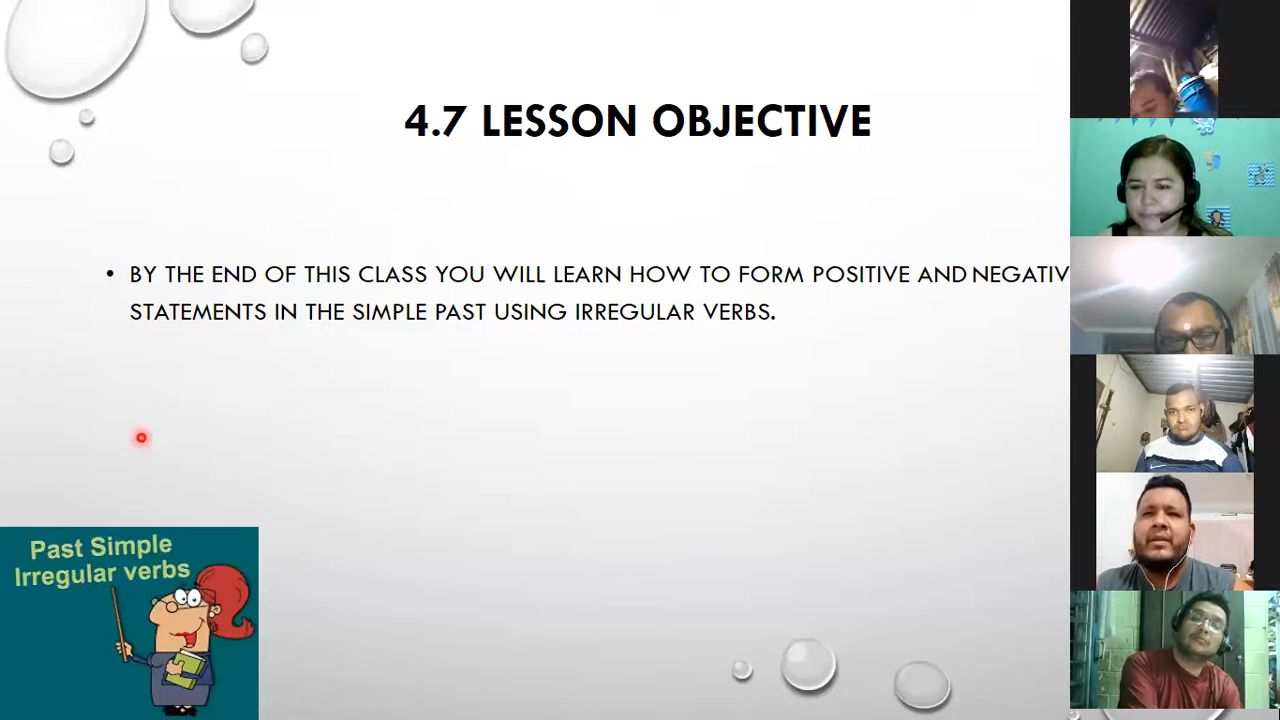 4.7 LESSON OBJECTIVE
• BY THE END OF THIS CLASS YOU WILL LEARN HOW TO FORM POSITIVE AND NEGATIV
STATEMENTS IN THE SIMPLE PAST USING IRREGULAR VERBS.
Past Simple
Irregular verbs